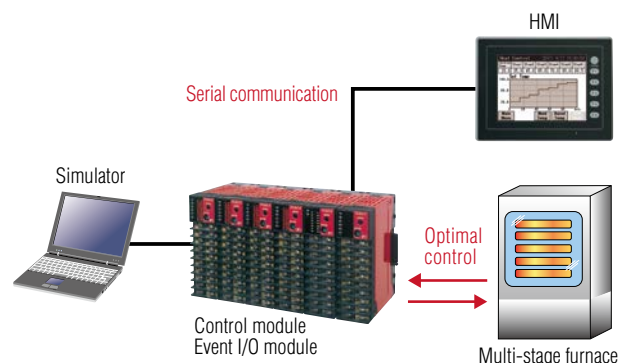 HMI
Serial communication
Simulator
Optimal
control
Control module
Event I/O module
Multi-stage furnace